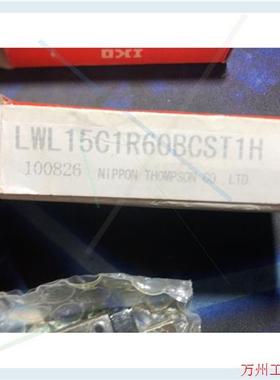 IKO
LWL15C1R60BCST1H
100826 NIPPON THOMPSON CO LTD
万州工